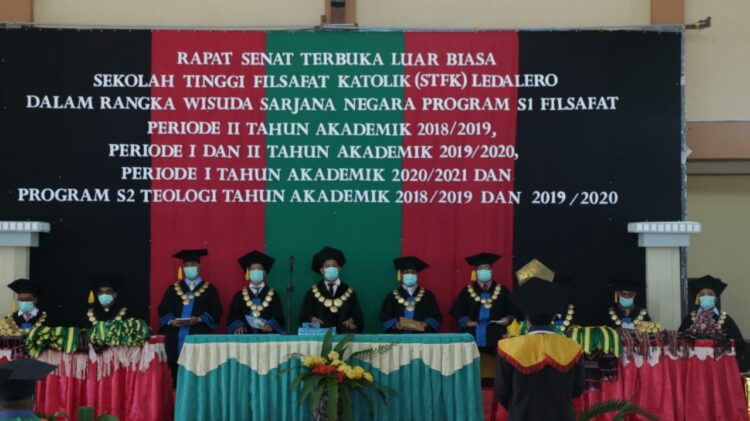 RAPAT SENAT TERBUKA LUAR BIASA
SEKOLAH TINGGI FILSAFAT KATOLIK (STFK) LEDALERO
DALAM RANGKA WISUDA SARJANA NEGARA PROGRAM S1 FILSAFAT
PERIODE II TAHUN AKADEMIK 2018/2019,
PERIODE I DAN II TAHUN AKADEMIK 2019/2020,
PERIODE I TAHUN AKADEMIK 2020/2021 DAN
PROGRAM S2 TEOLOGI TAHUN AKADEMIK 2018/2019 DAN 2019/2020